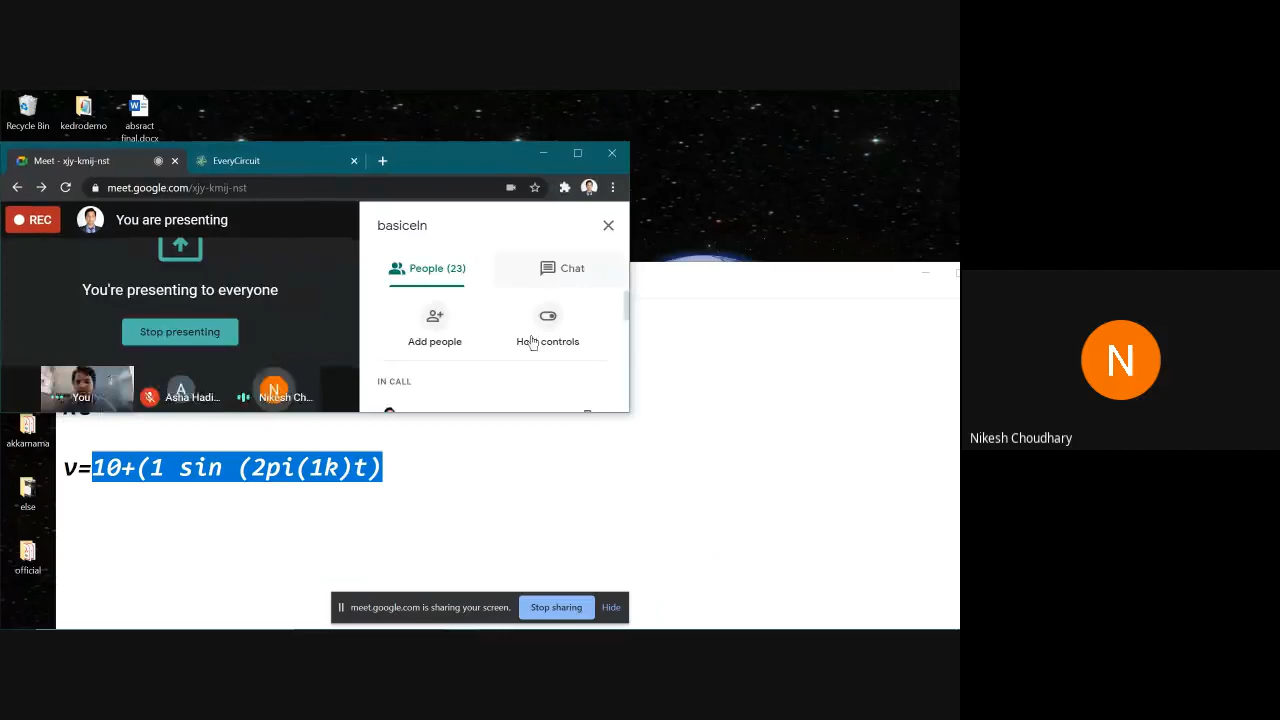 Recycle Bin
kedrodemo
absract
final.docx
Meet - xjy-kmij-nst
EveryCircuit
meet.google.com/xjy-kmij-nst
REC
You are presenting
basiceln
People (23)
Chat
You're presenting to everyone
Stop presenting
Add people
controls
IN CALL
You
A
Asha Hadi...
N
Nikesh Ch...
akkamama
v=10+(1 sin (2pi(1k)t)
else
official
meet.google.com is sharing your screen.
Stop sharing
Hide
N
Nikesh Choudhary